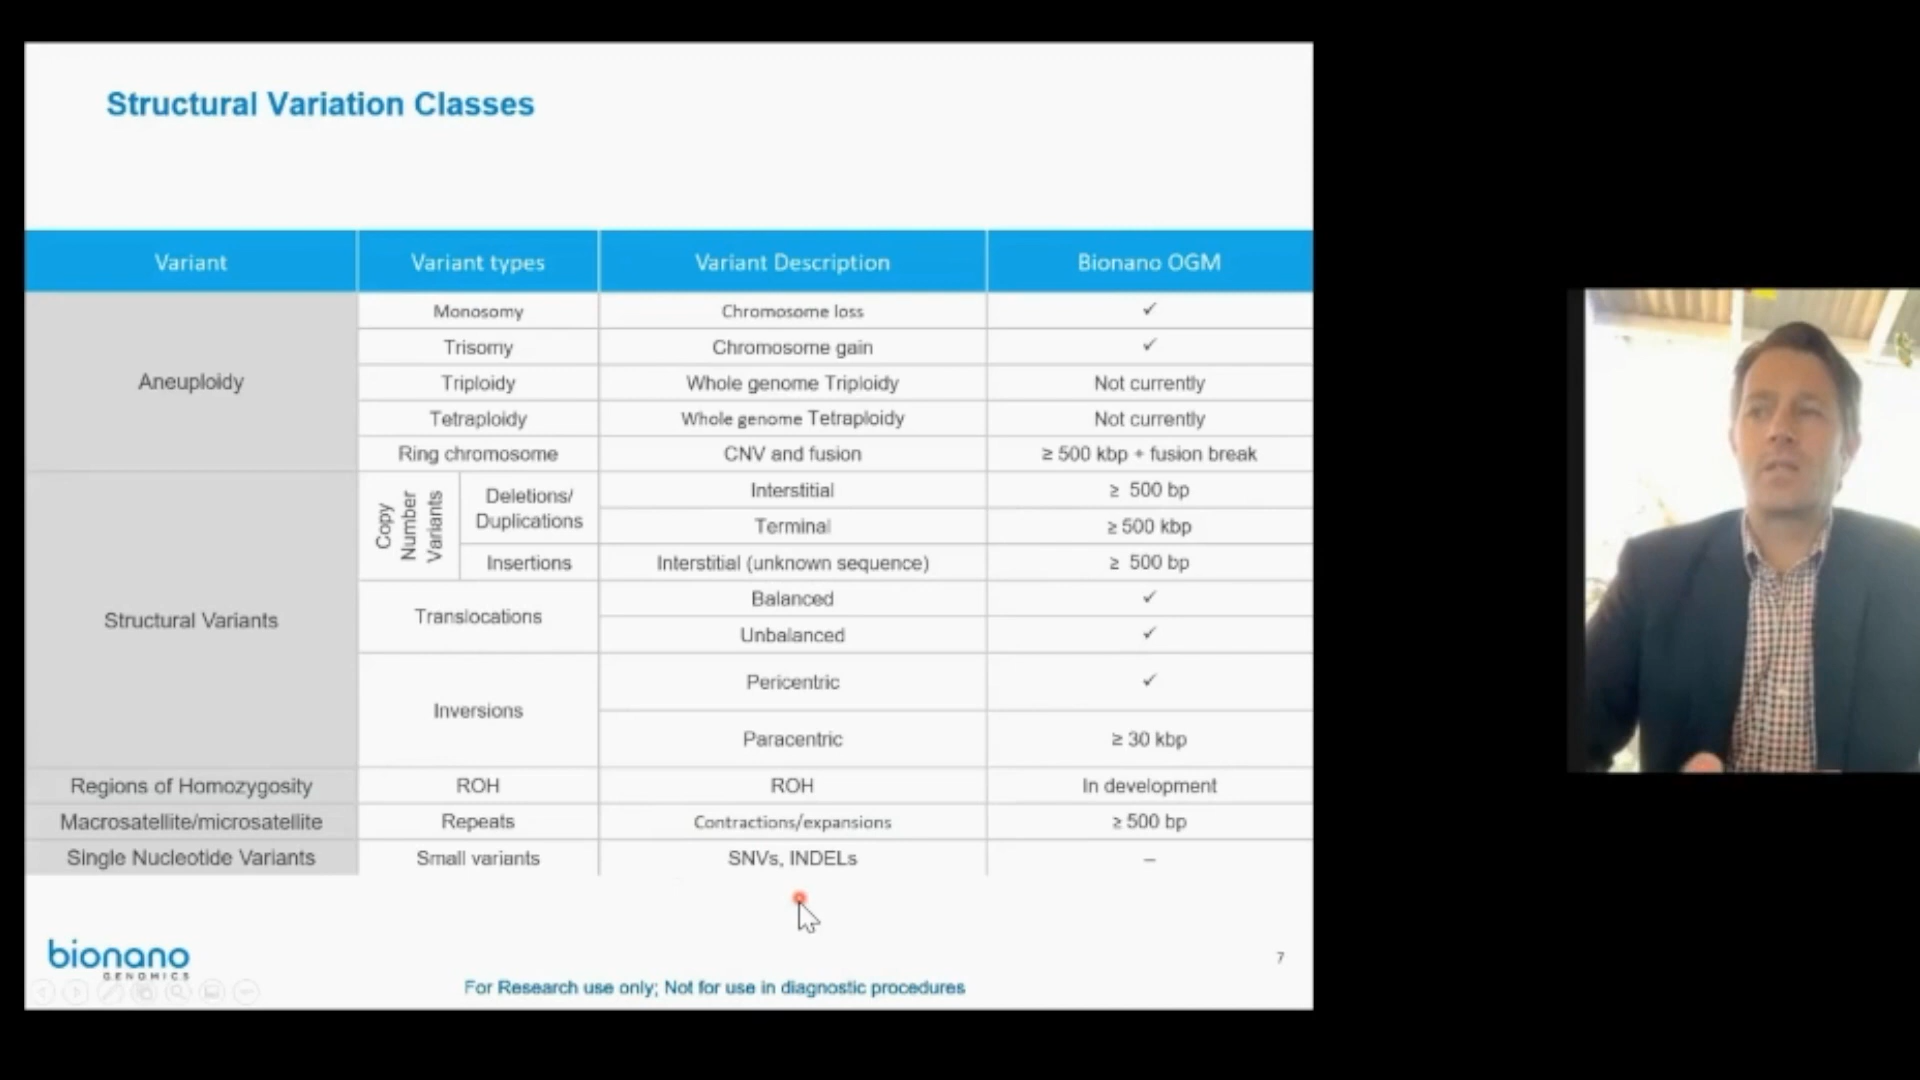 Structural Variation Classes
Variant Variant types Variant Description Bionano OGM
Aneuploidy
Monosomy Chromosome loss ✓
Trisomy Chromosome gain ✓
Triploidy Whole genome Triploidy Not currently
Tetraploidy Whole genome Tetraploidy Not currently
Ring chromosome CNV and fusion ≥ 500 kbp + fusion break
Structural Variants
Copy
Number
Variants
Deletions/
Duplications
Interstitial ≥ 500 bp
Terminal ≥ 500 kbp
Insertions Interstitial (unknown sequence) ≥ 500 bp
Translocations
Balanced ✓
Unbalanced ✓
Inversions
Pericentric ✓
Paracentric ≥ 30 kbp
Regions of Homozygosity ROH ROH In development
Macrosatellite/microsatellite Repeats Contractions/expansions ≥ 500 bp
Single Nucleotide Variants Small variants SNVs, INDELs –
bionano
GENOMICS
7
For Research use only; Not for use in diagnostic procedures